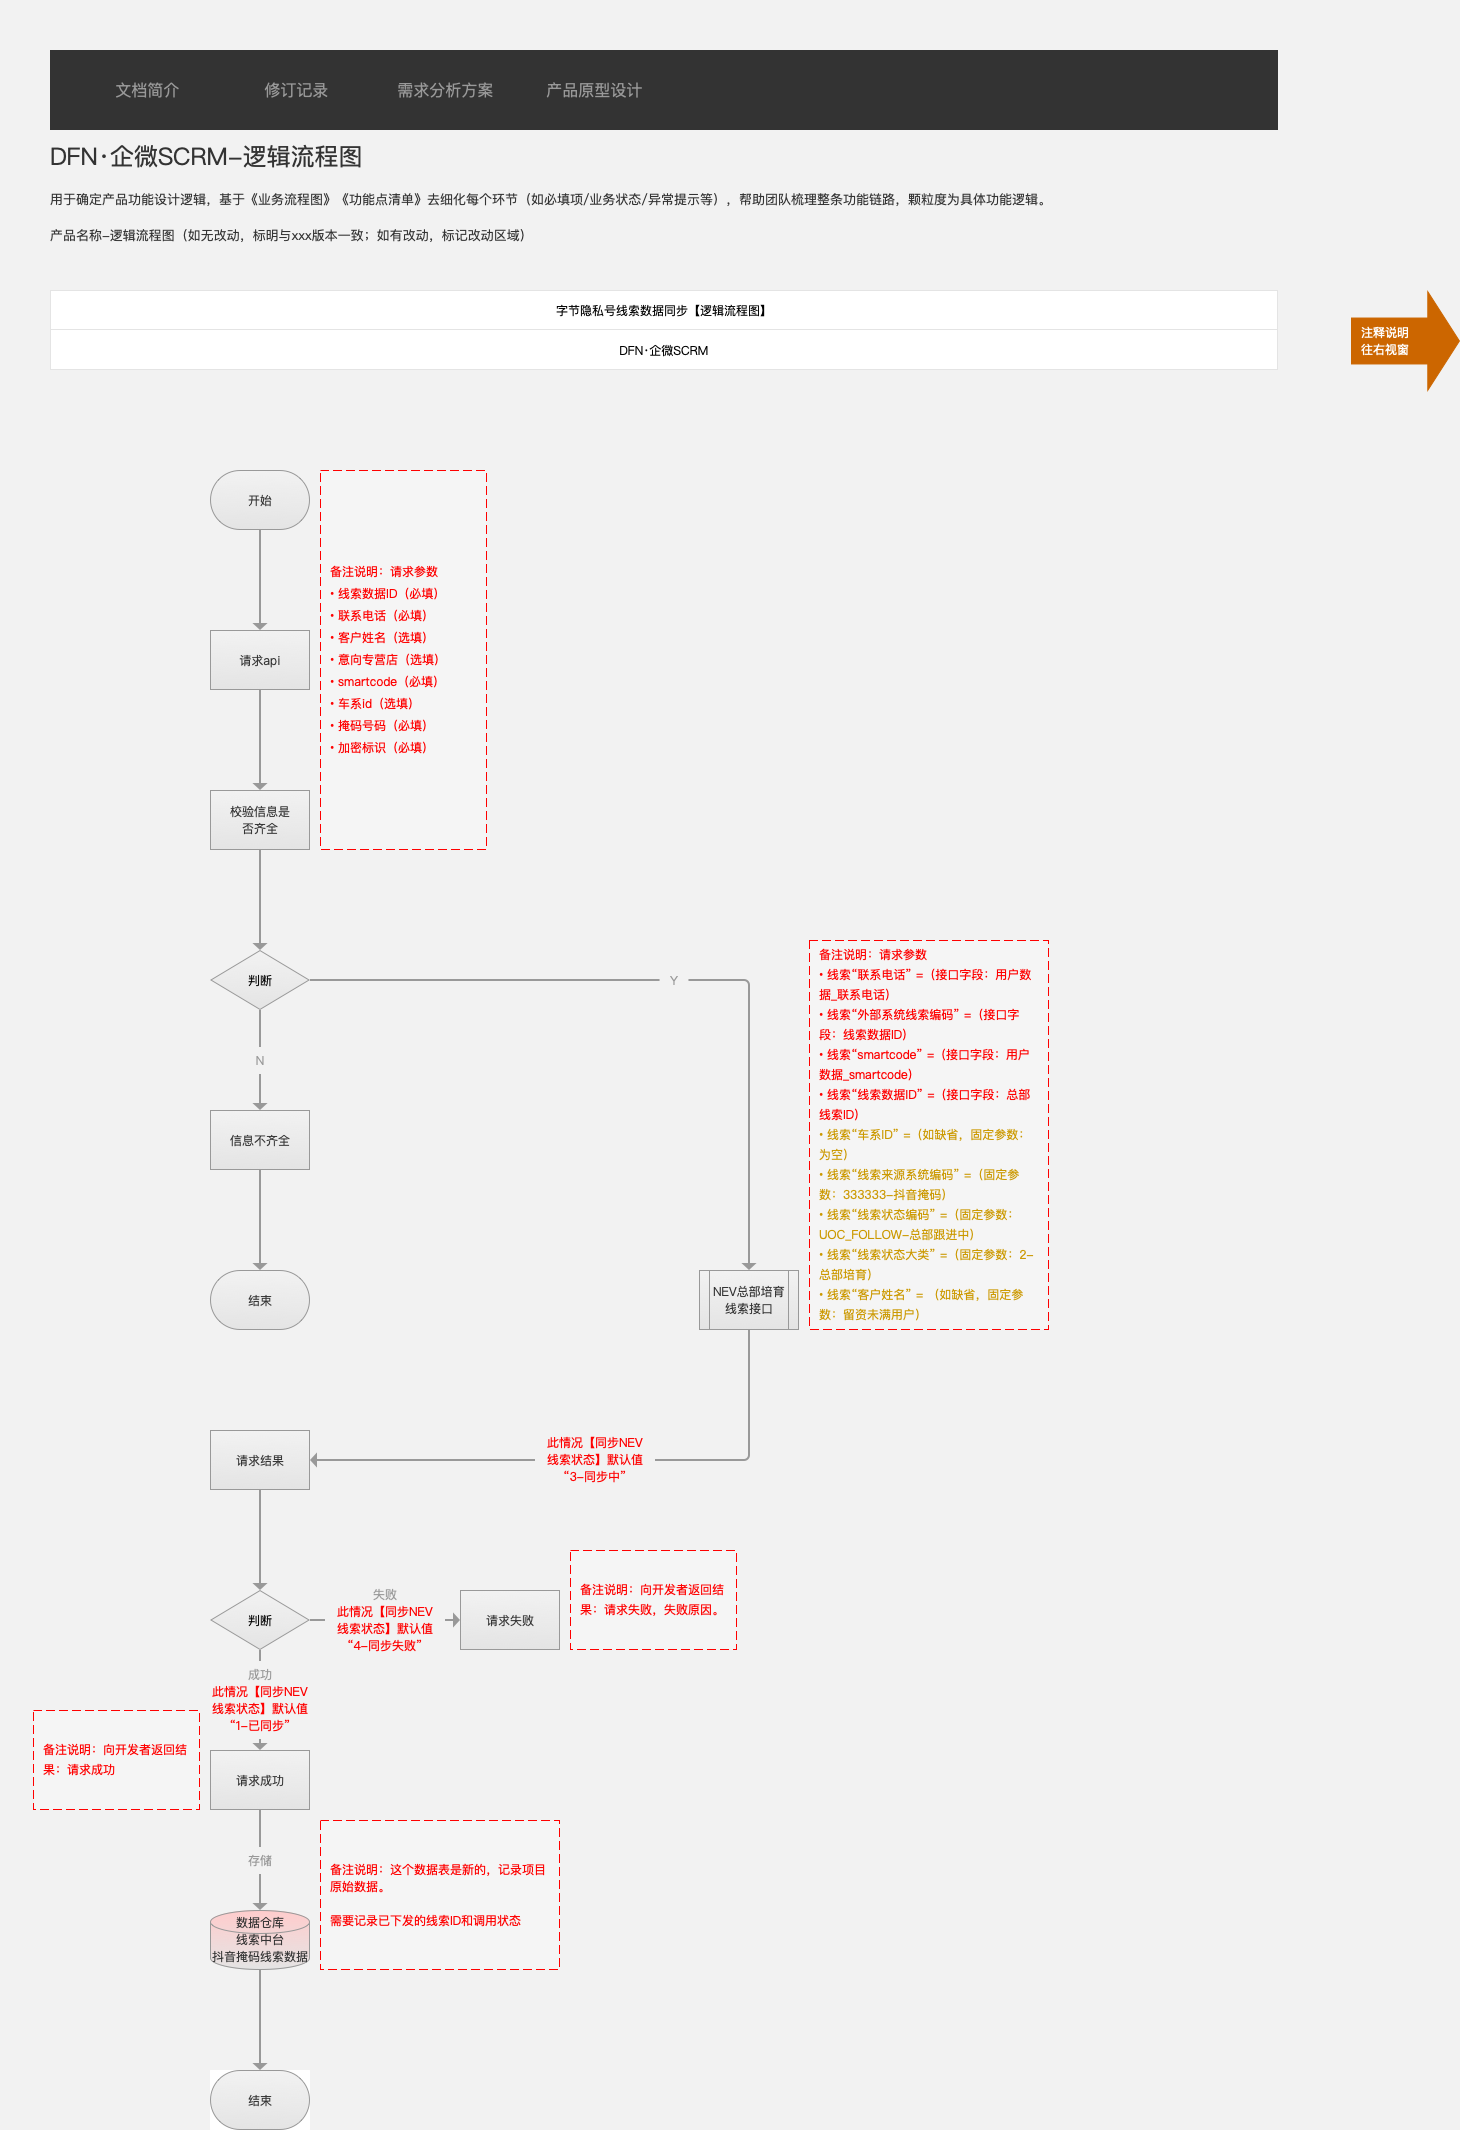 文档简介 修订记录 需求分析方案 产品原型设计
DFN·企微SCRM-逻辑流程图
用于确定产品功能设计逻辑，基于《业务流程图》《功能点清单》去细化每个环节（如必填项/业务状态/异常提示等），帮助团队梳理整条功能链路，颗粒度为具体功能逻辑。
产品名称-逻辑流程图（如无改动，标明与xxx版本一致；如有改动，标记改动区域）
字节隐私号线索数据同步【逻辑流程图】
DFN·企微SCRM
注释说明
往右视窗
开始
备注说明：请求参数
• 线索数据ID（必填）
• 联系电话（必填）
• 客户姓名（选填）
• 意向专营店（选填）
• smartcode（必填）
• 车系id（选填）
• 掩码号码（必填）
• 加密标识（必填）
请求api
校验信息是
否齐全
判断
Y
N
信息不齐全
结束
备注说明：请求参数
• 线索“联系电话” =（接口字段：用户数
据_联系电话）
• 线索“外部系统线索编码” =（接口字
段：线索数据ID）
• 线索“smartcode” =（接口字段：用户
数据_smartcode）
• 线索“线索数据ID” =（接口字段：总部
线索ID）
• 线索“车系ID” =（如缺省，固定参数：
为空）
• 线索“线索来源系统编码” =（固定参
数：333333-抖音掩码）
• 线索“线索状态编码” =（固定参数：
UOC_FOLLOW-总部跟进中）
• 线索“线索状态大类” =（固定参数：2-
总部培育）
• 线索“客户姓名” = （如缺省，固定参
数：留资未满用户）
NEV总部培育
线索接口
此情况【同步NEV
线索状态】默认值
“3-同步中”
请求结果
判断
失败
此情况【同步NEV
线索状态】默认值
“4-同步失败”
请求失败
备注说明：向开发者返回结
果：请求失败，失败原因。
成功
此情况【同步NEV
线索状态】默认值
“1-已同步”
备注说明：向开发者返回结
果：请求成功
请求成功
存储
备注说明：这个数据表是新的，记录项目
原始数据。
需要记录已下发的线索ID和调用状态
数据仓库
线索中台
抖音掩码线索数据
结束